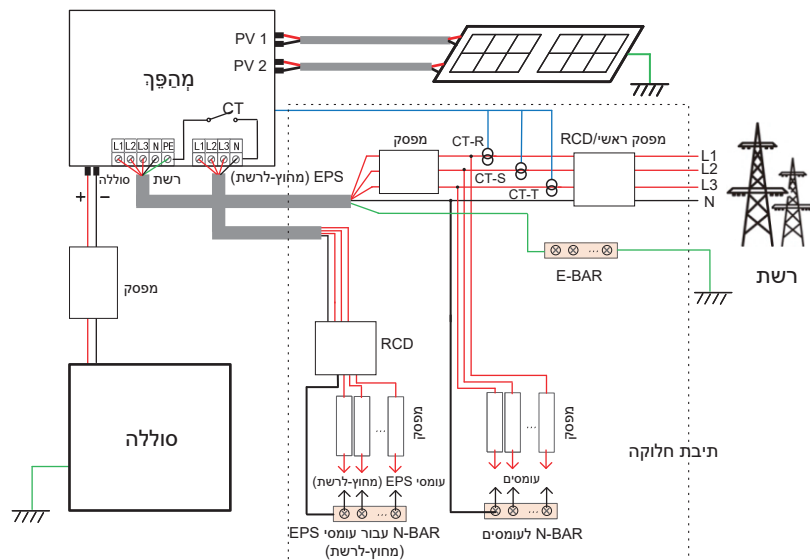 PV 1
PV 2
מְהַפֵּךְ
CT
L1 L2 L3 N PE
L1 L2 L3 N
סוללה
רשת
EPS (מחוץ-לרשת)
+ –
מפסק
סוללה
מפסק
CT-R
CT-S
CT-T
מפסק ראשי/RCD
L1
L2
L3
N
רשת
E-BAR
RCD
...
מפסק
עומסי EPS (מחוץ-לרשת)
...
N-BAR עבור עומסי EPS
(מחוץ-לרשת)
...
מפסק
עומסים
...
N-BAR לעומסים
תיבת חלוקה